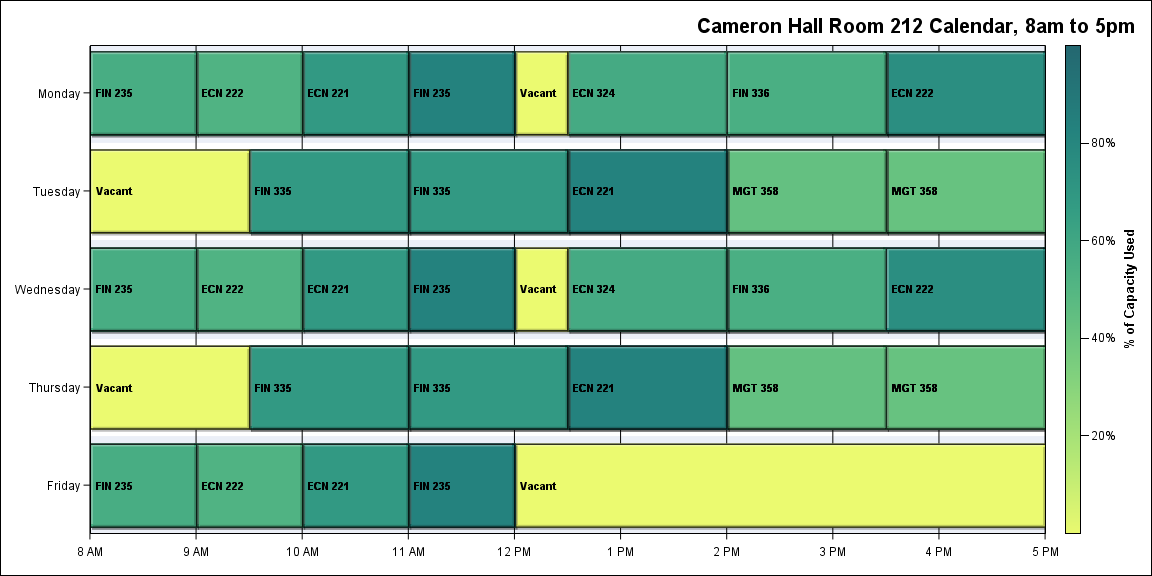 Cameron Hall Room 212 Calendar, 8am to 5pm
Monday FIN 235 ECN 222 ECN 221 FIN 235 Vacant ECN 324 FIN 336 ECN 222
Tuesday Vacant FIN 335 FIN 335 ECN 221 MGT 358 MGT 358
Wednesday FIN 235 ECN 222 ECN 221 FIN 235 Vacant ECN 324 FIN 336 ECN 222
Thursday Vacant FIN 335 FIN 335 ECN 221 MGT 358 MGT 358
Friday FIN 235 ECN 222 ECN 221 FIN 235 Vacant
8 AM 9 AM 10 AM 11 AM 12 PM 1 PM 2 PM 3 PM 4 PM 5 PM
80%
60%
40%
20%
% of Capacity Used